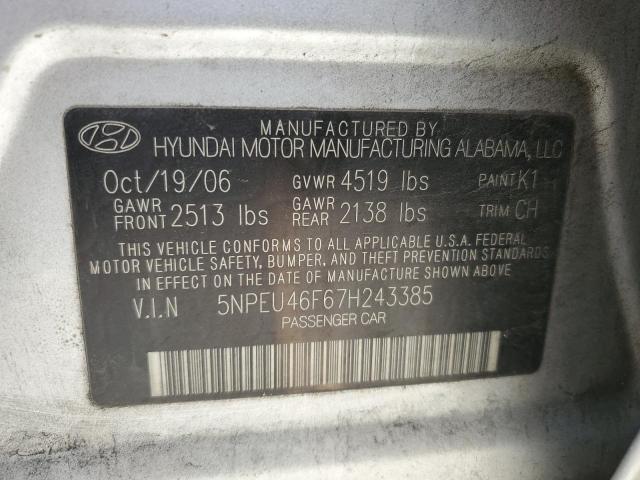 MANUFACTURED BY
HYUNDAI MOTOR MANUFACTURING ALABAMA, LLC
Oct/19/06 GVWR 4519 lbs PAINT K1
GAWR FRONT 2513 lbs GAWR REAR 2138 lbs TRIM CH
THIS VEHICLE CONFORMS TO ALL APPLICABLE U.S.A. FEDERAL
MOTOR VEHICLE SAFETY, BUMPER, AND THEFT PREVENTION STANDARDS
IN EFFECT ON THE DATE OF MANUFACTURE SHOWN ABOVE
V.I.N 5NPEU46F67H243385
PASSENGER CAR